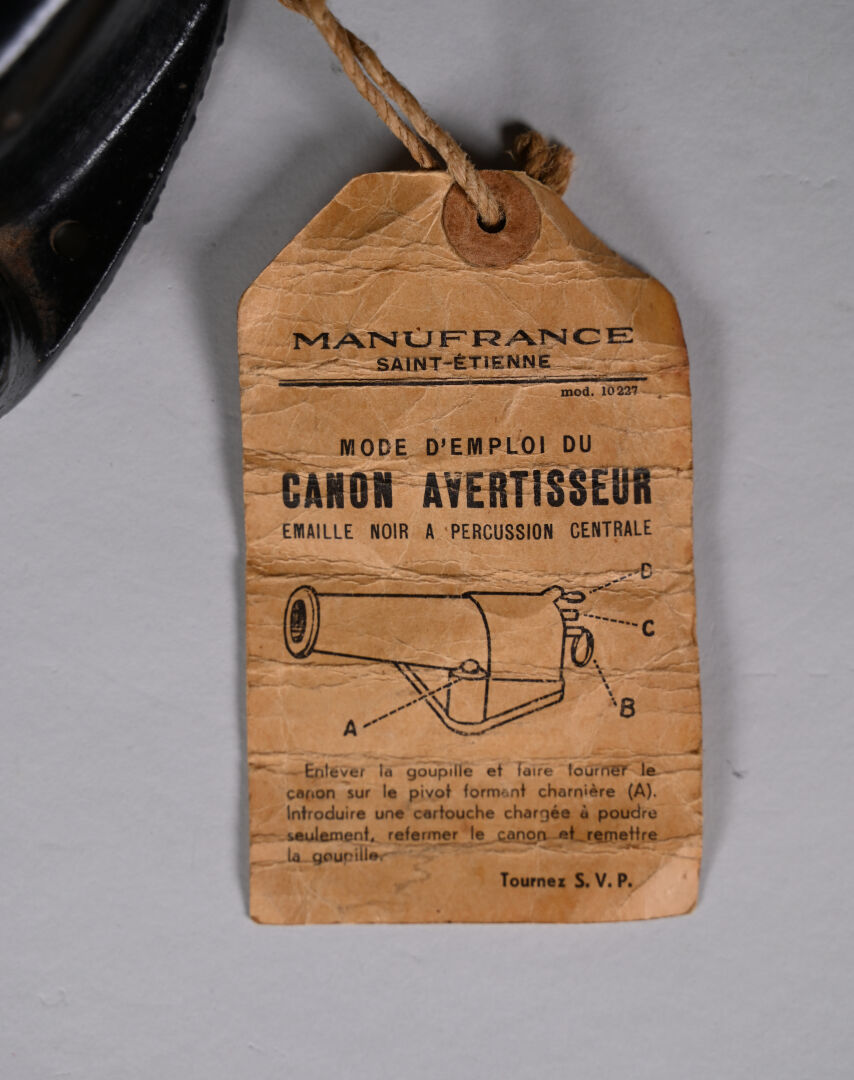 MANUFRANCE
SAINT-ÉTIENNE
mod. 10227
MODE D'EMPLOI DU
CANON AVERTISSEUR
EMAILLE NOIR A PERCUSSION CENTRALE
D
C
B
A
Enlever la goupille et faire tourner le
canon sur le pivot formant charnière (A).
Introduire une cartouche chargée à poudre
seulement, refermer le canon et remettre
la goupille.
Tournez S. V. P.